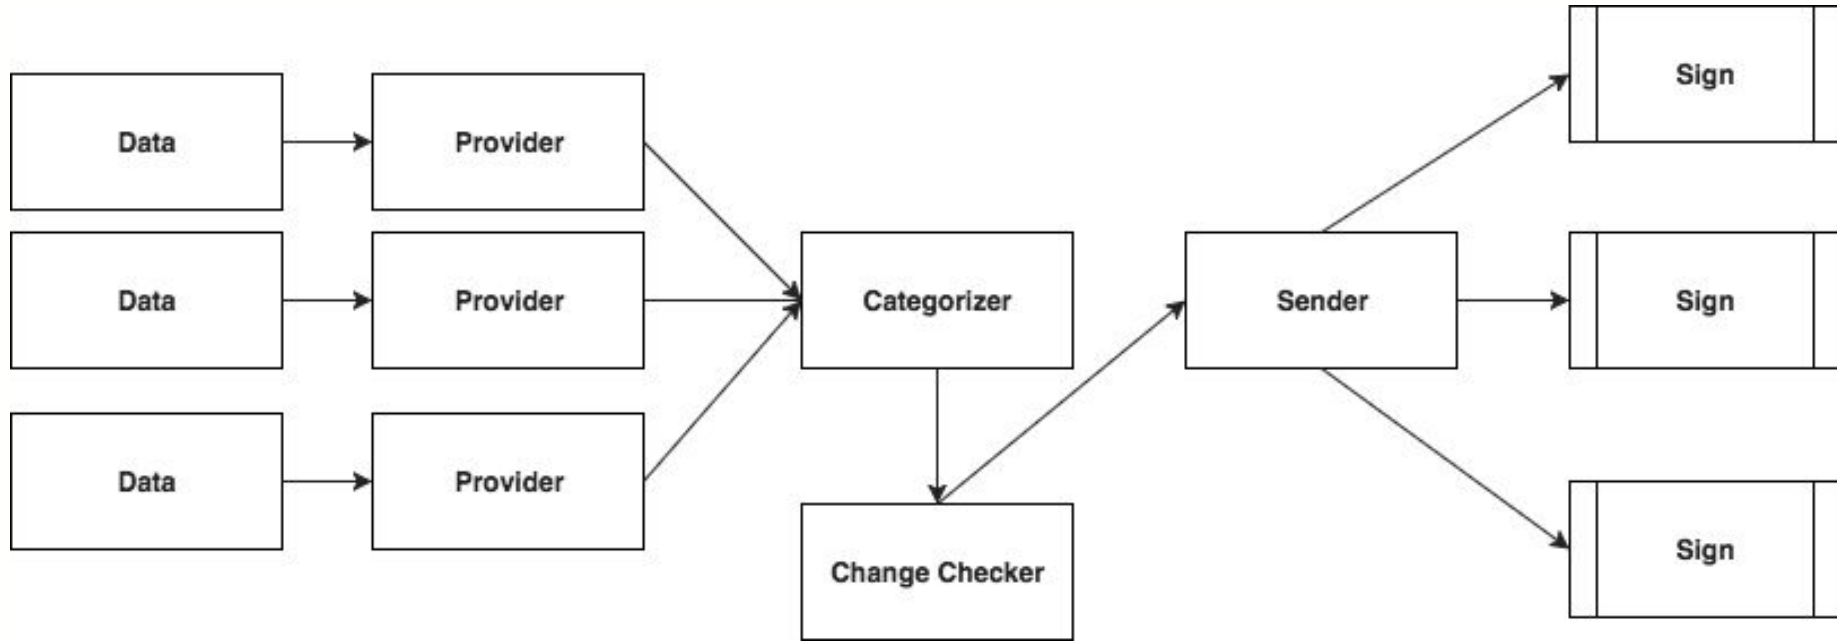 Sign
Data
Provider
Data
Provider
Categorizer
Sender
Sign
Data
Provider
Change Checker
Sign